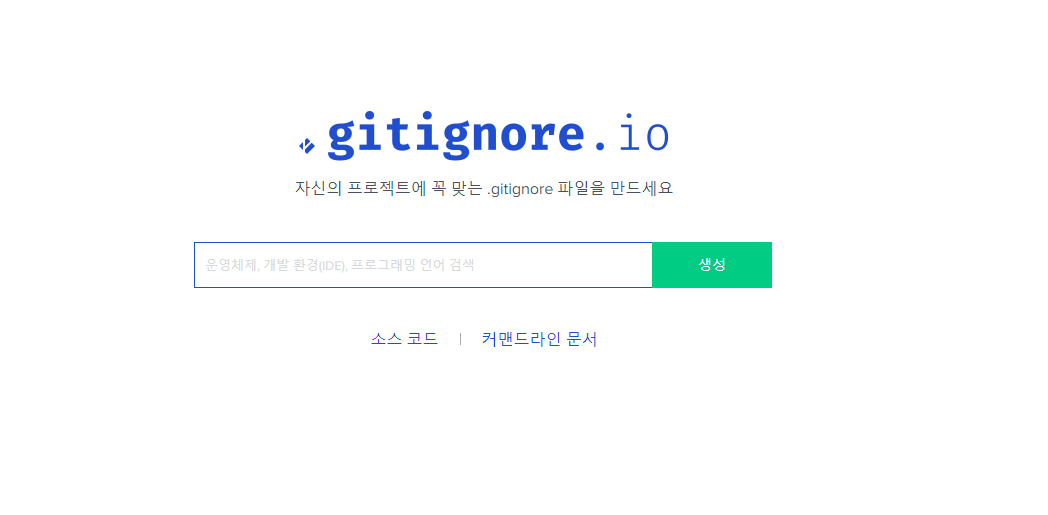 gitignore.io
자신의 프로젝트에 꼭 맞는 .gitignore 파일을 만드세요
운영체제, 개발 환경(IDE), 프로그래밍 언어 검색
생성
소스 코드 | 커맨드라인 문서